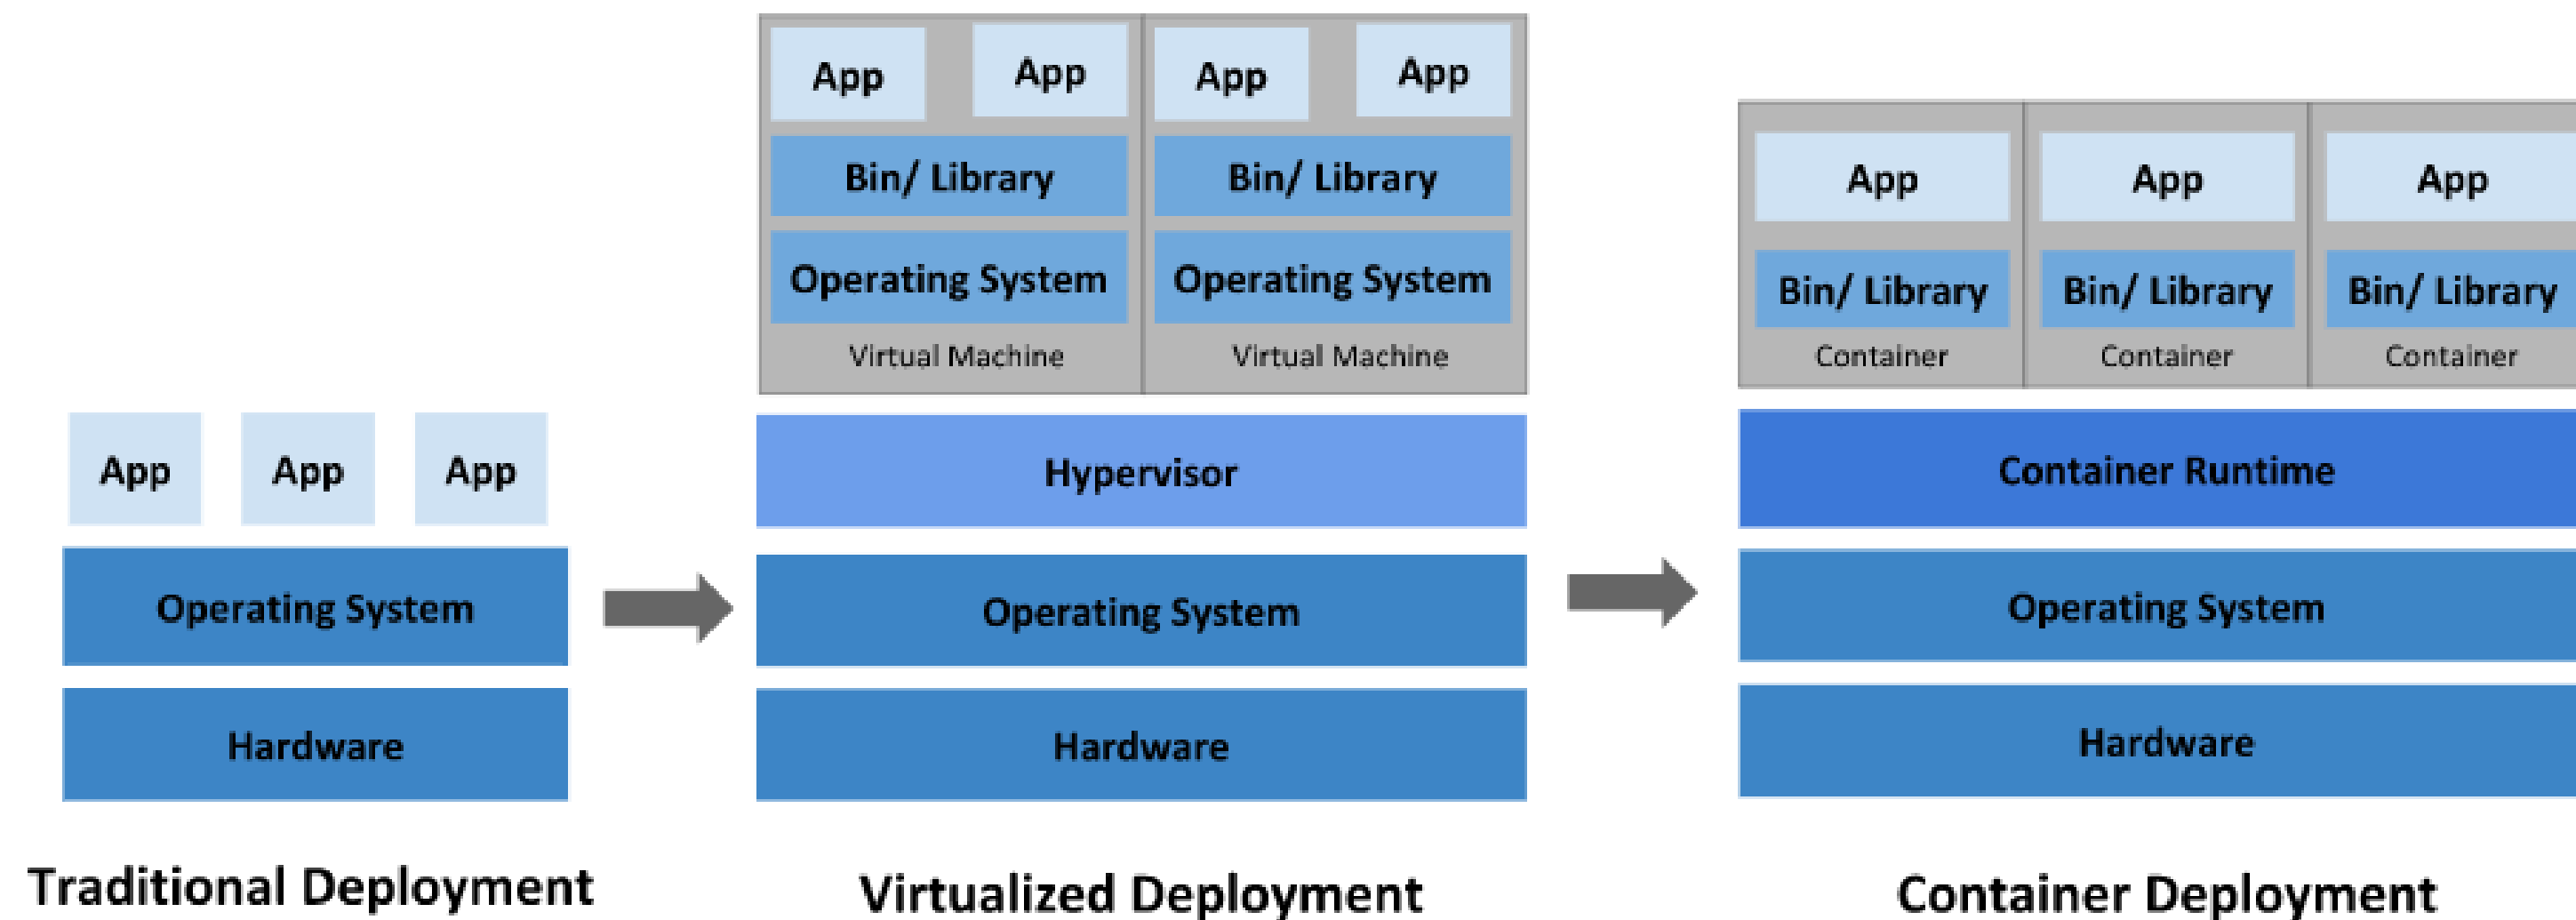 App
App
App
Operating System
Hardware
Traditional Deployment
App
App
App
App
Bin/ Library
Bin/ Library
Operating System
Operating System
Virtual Machine
Virtual Machine
Hypervisor
Operating System
Hardware
Virtualized Deployment
App
App
App
Bin/ Library
Bin/ Library
Bin/ Library
Container
Container
Container
Container Runtime
Operating System
Hardware
Container Deployment